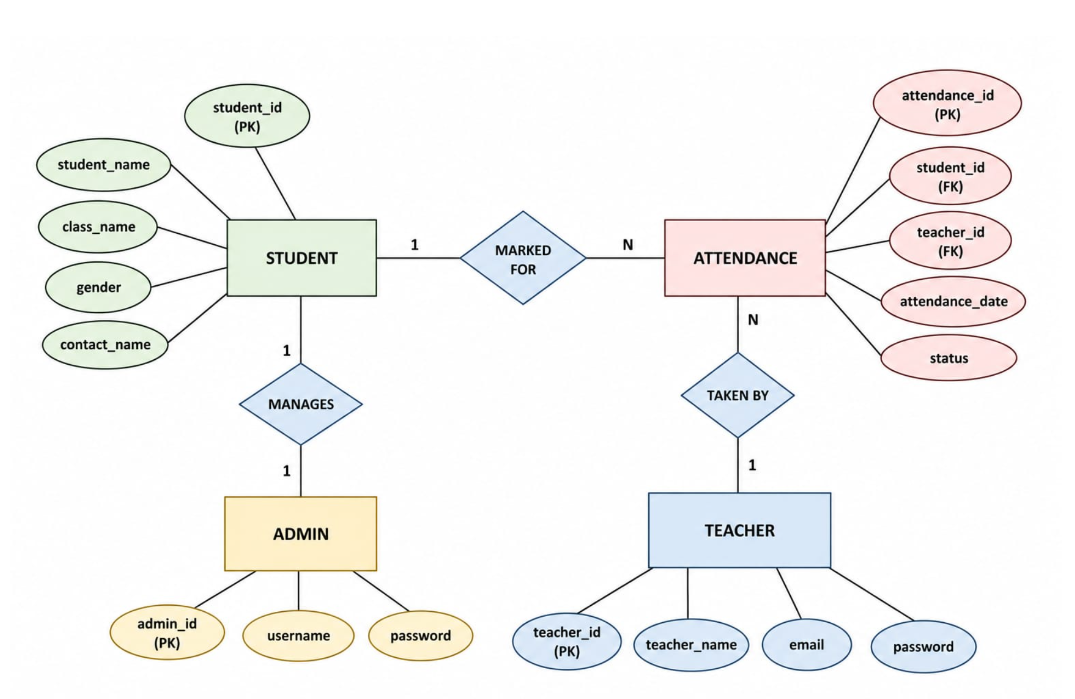 student_id
(PK)
student_name
class_name
gender
contact_name
STUDENT
1
MARKED
FOR
N
ATTENDANCE
attendance_id
(PK)
student_id
(FK)
teacher_id
(FK)
attendance_date
status
1
MANAGES
1
N
TAKEN BY
1
ADMIN
admin_id
(PK)
username
password
TEACHER
teacher_id
(PK)
teacher_name
email
password